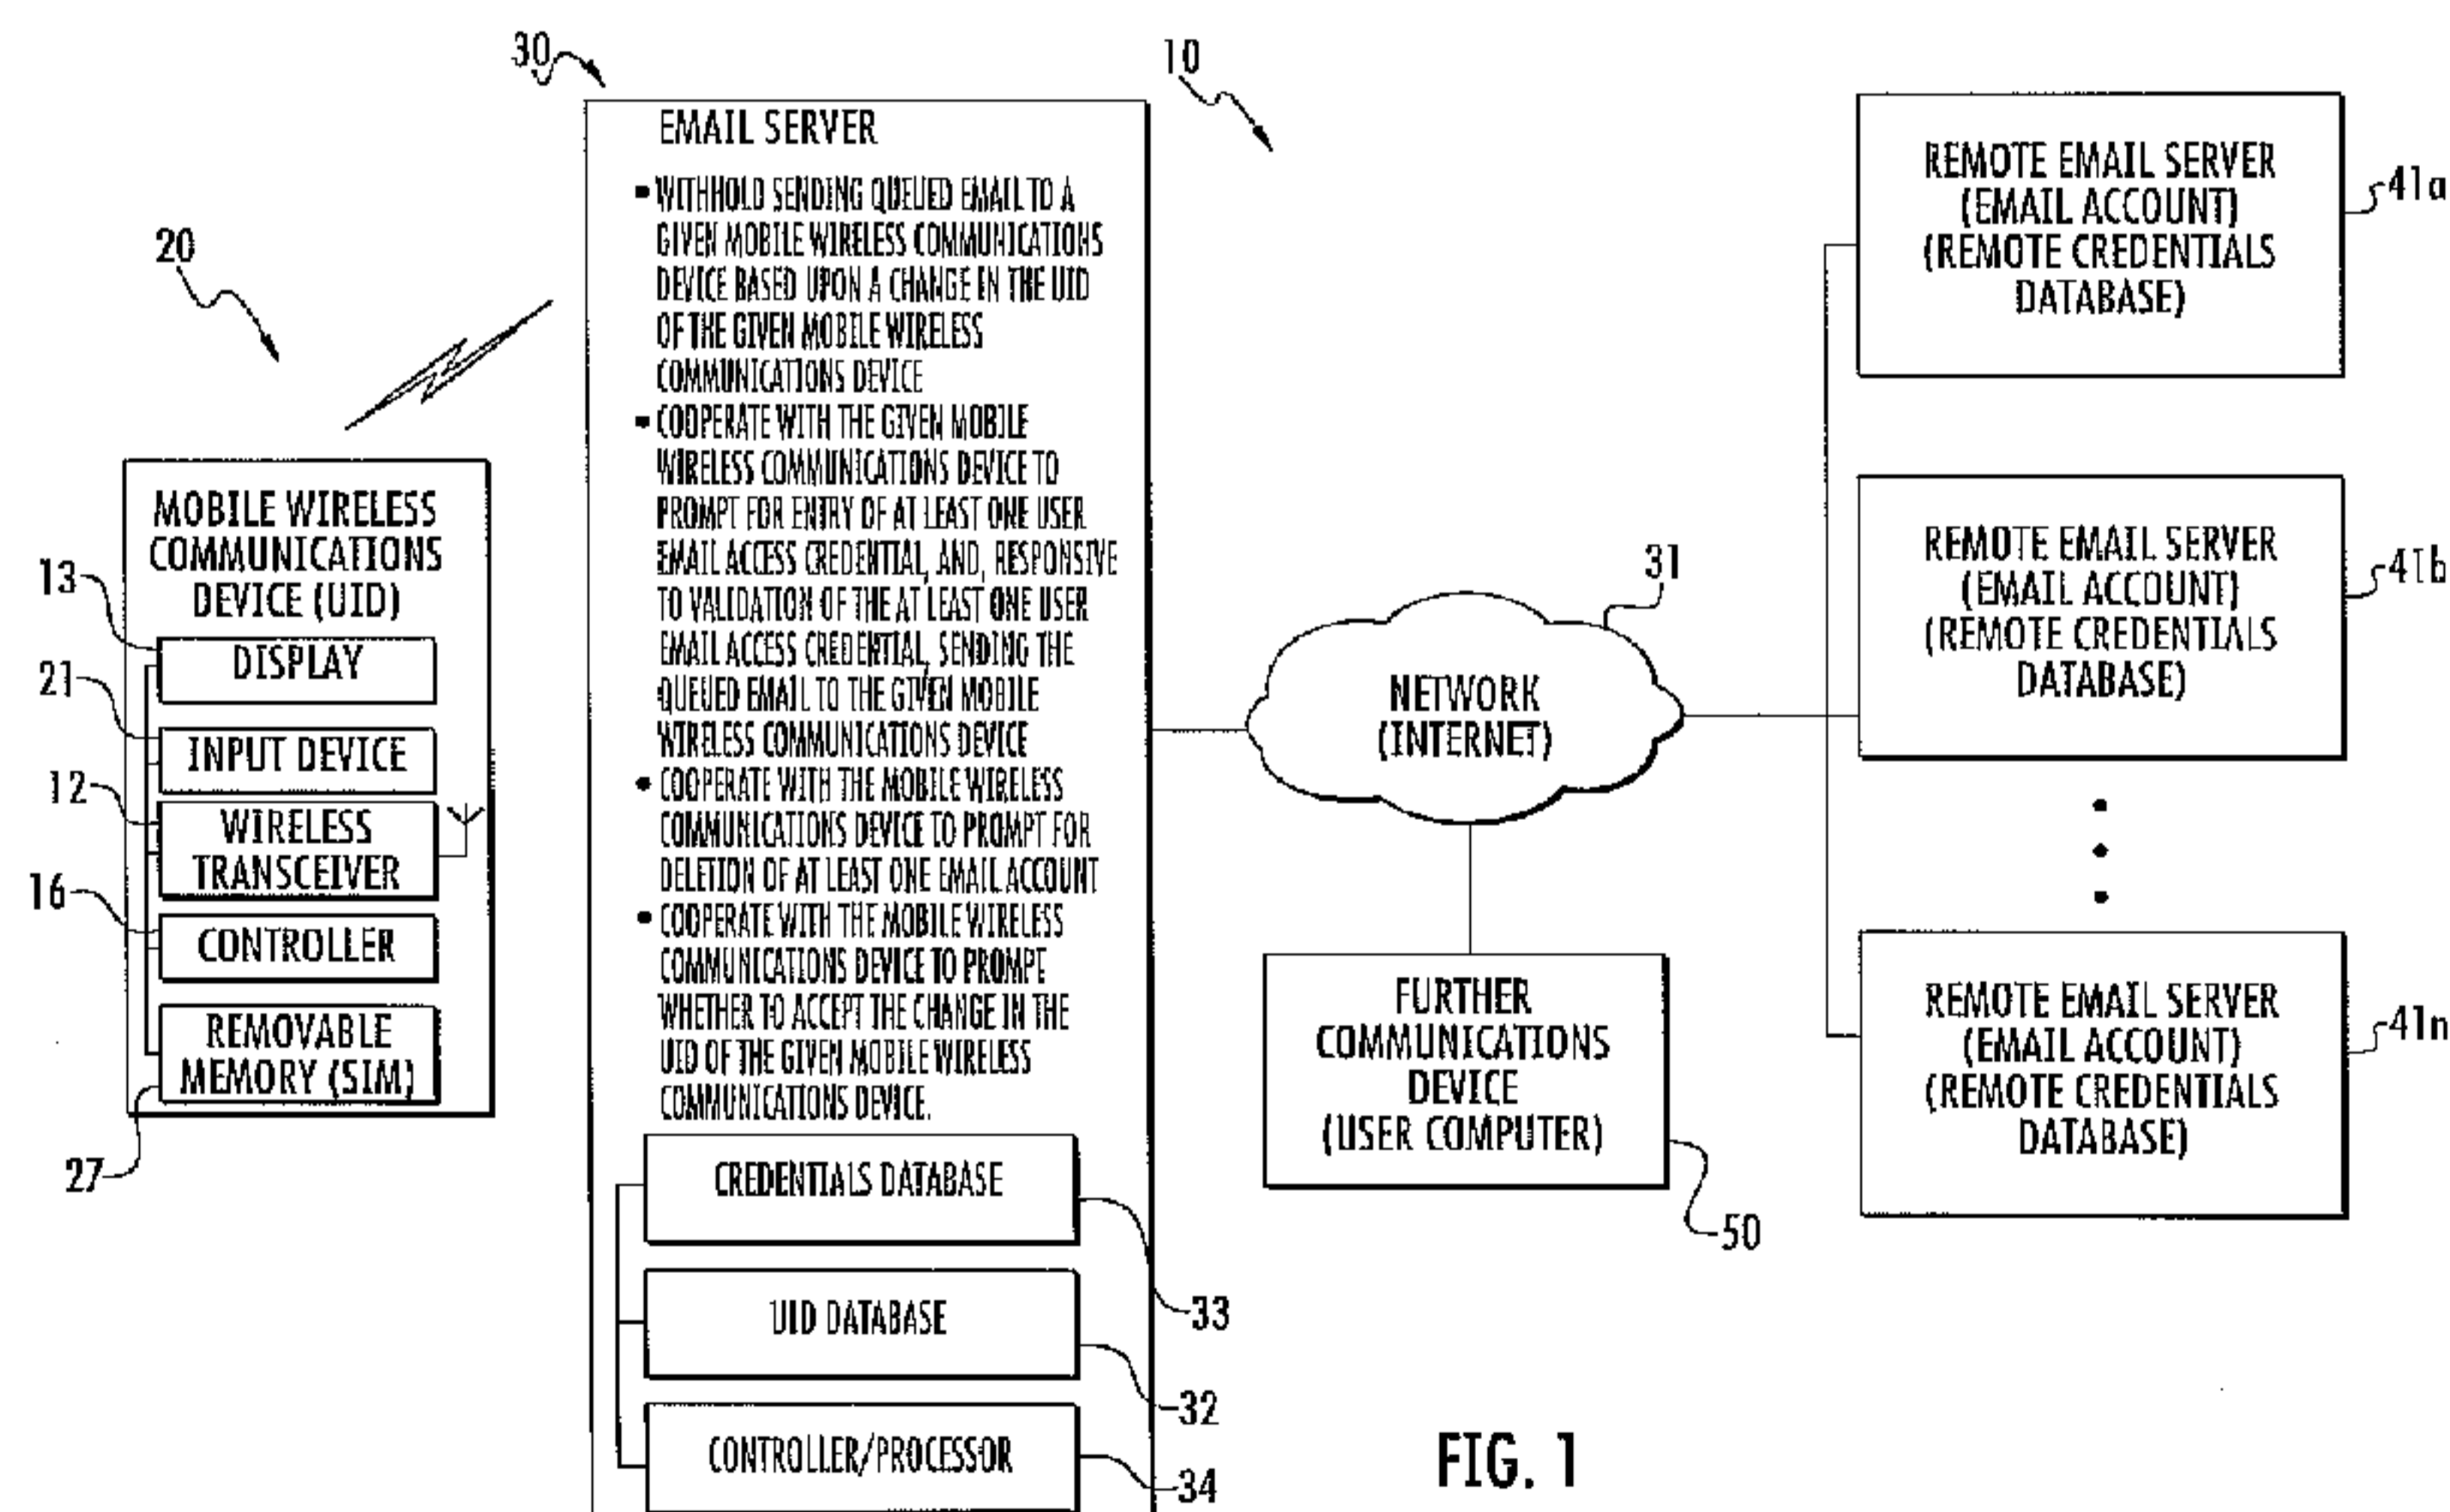 30
10
20
EMAIL SERVER
• WITHHOLD SENDING QUEUED EMAIL TO A
GIVEN MOBILE WIRELESS COMMUNICATIONS
DEVICE BASED UPON A CHANGE IN THE UID
OF THE GIVEN MOBILE WIRELESS
COMMUNICATIONS DEVICE
• COOPERATE WITH THE GIVEN MOBILE
WIRELESS COMMUNICATIONS DEVICE TO
PROMPT FOR ENTRY OF AT LEAST ONE USER
EMAIL ACCESS CREDENTIAL, AND, RESPONSIVE
TO VALIDATION OF THE AT LEAST ONE USER
EMAIL ACCESS CREDENTIAL, SENDING THE
QUEUED EMAIL TO THE GIVEN MOBILE
WIRELESS COMMUNICATIONS DEVICE
• COOPERATE WITH THE MOBILE WIRELESS
COMMUNICATIONS DEVICE TO PROMPT FOR
DELETION OF AT LEAST ONE EMAIL ACCOUNT
• COOPERATE WITH THE MOBILE WIRELESS
COMMUNICATIONS DEVICE TO PROMPT
WHETHER TO ACCEPT THE CHANGE IN THE
UID OF THE GIVEN MOBILE WIRELESS
COMMUNICATIONS DEVICE.
CREDENTIALS DATABASE
33
UID DATABASE
32
CONTROLLER/PROCESSOR
34
MOBILE WIRELESS
COMMUNICATIONS
DEVICE (UID)
13
DISPLAY
21
INPUT DEVICE
12
WIRELESS
TRANSCEIVER
16
CONTROLLER
REMOVABLE
MEMORY (SIM)
27
31
NETWORK
(INTERNET)
FURTHER
COMMUNICATIONS
DEVICE
(USER COMPUTER)
50
REMOTE EMAIL SERVER
(EMAIL ACCOUNT)
(REMOTE CREDENTIALS
DATABASE)
41a
REMOTE EMAIL SERVER
(EMAIL ACCOUNT)
(REMOTE CREDENTIALS
DATABASE)
41b
REMOTE EMAIL SERVER
(EMAIL ACCOUNT)
(REMOTE CREDENTIALS
DATABASE)
41n
FIG. 1